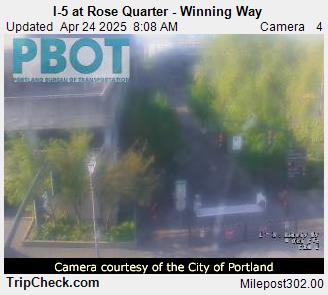 I-5 at Rose Quarter - Winning Way
Updated Apr 24 2025 8:08 AM Camera 4
PBOT
PORTLAND BUREAU OF TRANSPORTATION
Camera courtesy of the City of Portland
TripCheck.com Milepost302.00